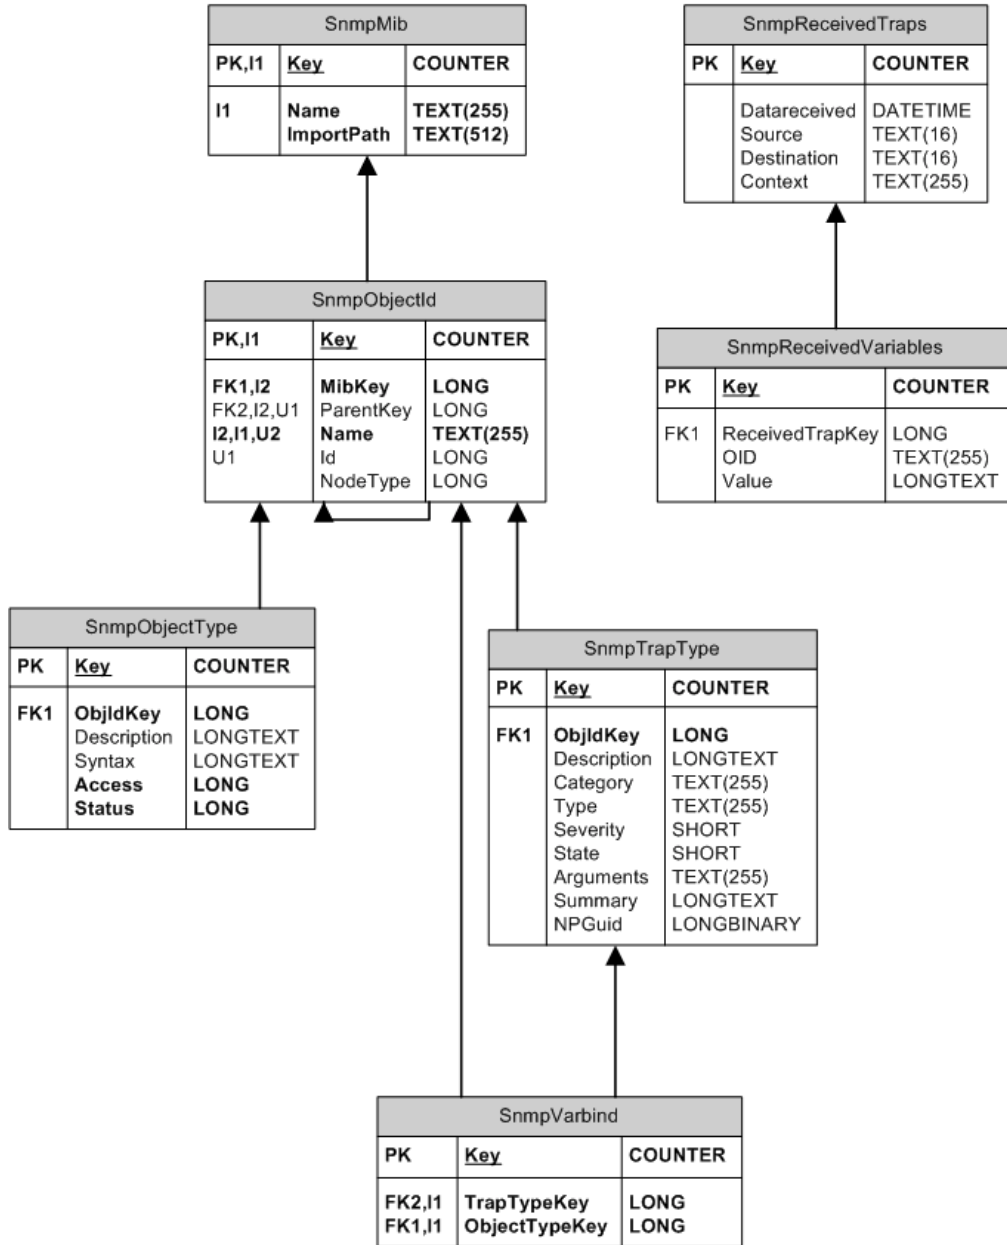 SnmpMib
PK,I1 Key COUNTER
I1 Name TEXT(255)
ImportPath TEXT(512)
SnmpReceivedTraps
PK Key COUNTER
Datareceived DATETIME
Source TEXT(16)
Destination TEXT(16)
Context TEXT(255)
SnmpObjectId
PK,I1 Key COUNTER
FK1,I2 MibKey LONG
FK2,I2,U1 ParentKey LONG
I2,I1,U2 Name TEXT(255)
U1 Id LONG
NodeType LONG
SnmpReceivedVariables
PK Key COUNTER
FK1 ReceivedTrapKey LONG
OID TEXT(255)
Value LONGTEXT
SnmpObjectType
PK Key COUNTER
FK1 ObjIdKey LONG
Description LONGTEXT
Syntax LONGTEXT
Access LONG
Status LONG
SnmpTrapType
PK Key COUNTER
FK1 ObjIdKey LONG
Description LONGTEXT
Category TEXT(255)
Type TEXT(255)
Severity SHORT
State SHORT
Arguments TEXT(255)
Summary LONGTEXT
NPGuid LONGBINARY
SnmpVarbind
PK Key COUNTER
FK2,I1 TrapTypeKey LONG
FK1,I1 ObjectTypeKey LONG